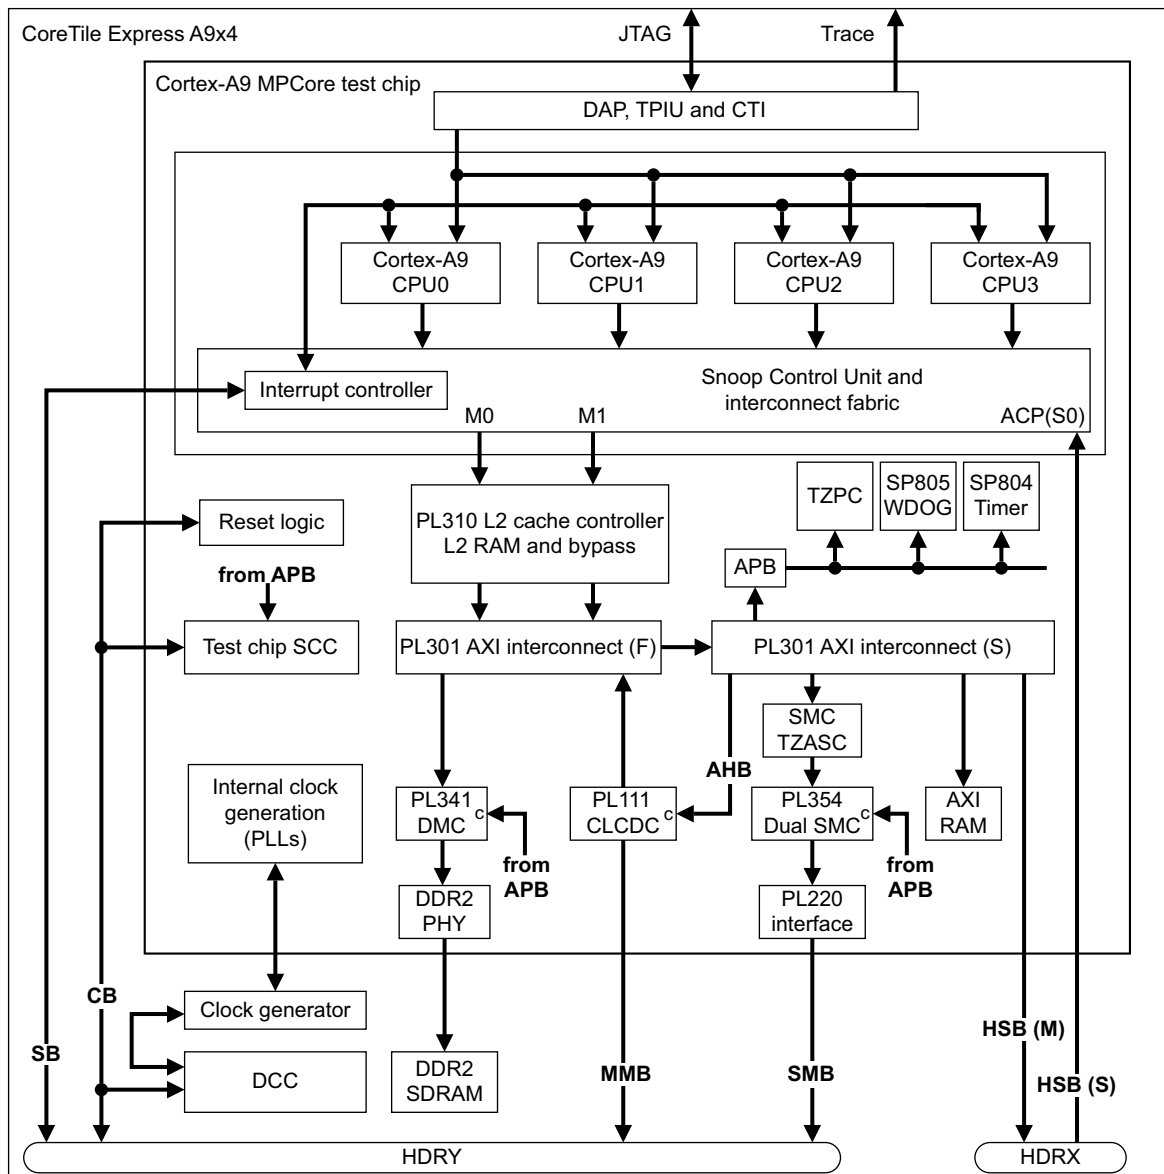 CoreTile Express A9x4
JTAG
Trace
Cortex-A9 MPCore test chip
DAP, TPIU and CTI
Cortex-A9
CPU0
Cortex-A9
CPU1
Cortex-A9
CPU2
Cortex-A9
CPU3
Interrupt controller
Snoop Control Unit and
interconnect fabric
M0
M1
ACP(S0)
PL310 L2 cache controller
L2 RAM and bypass
TZPC
SP805
WDOG
SP804
Timer
Reset logic
APB
from APB
Test chip SCC
PL301 AXI interconnect (F)
PL301 AXI interconnect (S)
SMC
TZASC
AHB
Internal clock
generation
(PLLs)
PL341
DMC
c
PL111
CLCDC
c
PL354
Dual SMC
c
AXI
RAM
from
APB
from
APB
DDR2
PHY
PL220
interface
CB
Clock generator
SB
DCC
DDR2
SDRAM
MMB
SMB
HSB (M)
HSB (S)
HDRY
HDRX